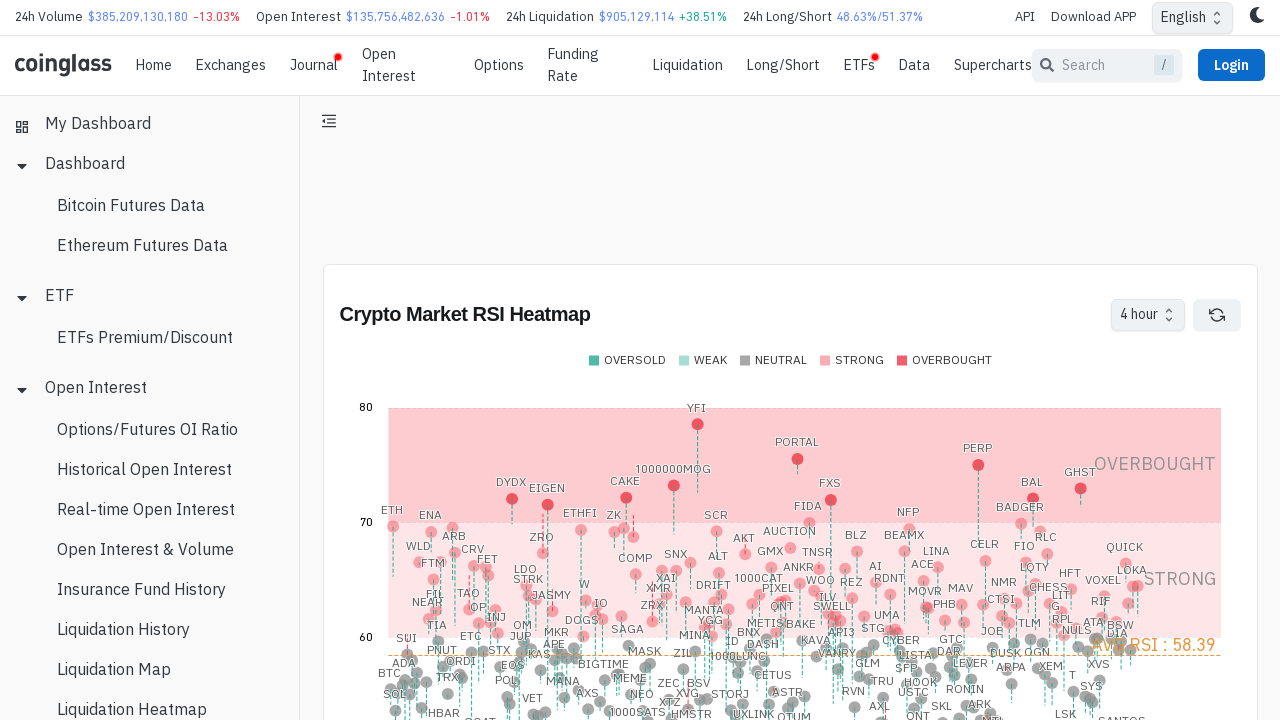 24h Volume $385,209,130,180 -13.03% Open Interest $135,756,482,636 -1.01% 24h Liquidation $905,129,114 +38.51% 24h Long/Short 48.63%/51.37% API Download APP English
coinglass Home Exchanges Journal Open Interest Options Funding Rate Liquidation Long/Short ETFs Data Supercharts Search / Login
My Dashboard
Dashboard
Bitcoin Futures Data
Ethereum Futures Data
ETF
ETFs Premium/Discount
Open Interest
Options/Futures OI Ratio
Historical Open Interest
Real-time Open Interest
Open Interest & Volume
Insurance Fund History
Liquidation History
Liquidation Map
Liquidation Heatmap
Crypto Market RSI Heatmap 4 hour
OVERSOLD WEAK NEUTRAL STRONG OVERBOUGHT
80
YFI
PORTAL
PERP
OVERBOUGHT
1000000MOG
GHST
DYDX
EIGEN
CAKE
FXS
BAL
70
ETH
ENA
ETHFI
ZK
SCR
FIDA
NFP
BADGER
ARB
ZRO
AKT
AUCTION
BLZ
BEAMX
RLC
WLD
CRV
COMP
SNX
ALT
GMX
TNSR
LINA
CELR
FIO
QUICK
FTM
FET
LDO
STRK
XAI
1000CAT
ANKR
AI
ACE
LQTY
HFT
LOKA
STRONG
FIL
TAO
W
XMR
DRIFT
PIXEL
WOO
REZ
RDNT
MOVR
MAV
NMR
CHESS
VOXEL
NEAR
OP
JASMY
IO
ZRX
MANTA
QNT
ILV
SWELL
PHB
CTSI
LIT
G
RIF
TIA
INJ
OM
DOGS
SAGA
YGG
METIS
BAKE
UMA
STG
TLM
RPL
ATA
BSW
60
SUI
ETC
JUP
MKR
MINA
BNX
API3
CYBER
GTC
JOE
NULS
DIA
AVG RSI : 58.39
PNUT
STX
KAS
APE
MASK
ZIL
1000LUNC
DASH
KAVA
VANRY
LISTA
DAR
DUSK
OGN
BTC
ADA
ORDI
EOS
BIGTIME
GLM
SFP
LEVER
ARPA
XEM
XVS
SOL
TRX
POL
MANA
MEME
ZEC
BSV
CETUS
TRU
HOOK
RONIN
T
SYS
VET
AXS
NEO
XVG
STORJ
ASTR
RVN
USTC
HBAR
1000SATS
XTZ
HMSTR
UXLINK
QTUM
AXL
ONT
SKL
ARK
LSK